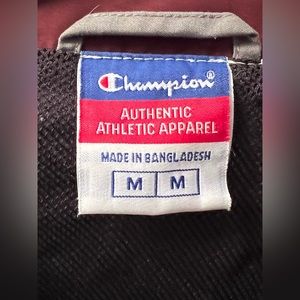 Champion®
AUTHENTIC
ATHLETIC APPAREL
MADE IN BANGLADESH
M M